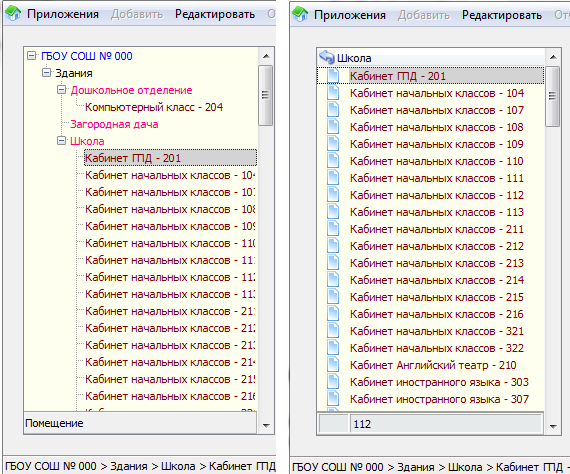 Приложения Добавить Редактировать
ГБОУ СОШ № 000
Здания
Дошкольное отделение
Компьютерный класс - 204
Загородная дача
Школа
Кабинет ГПД - 201
Кабинет начальных классов - 104
Кабинет начальных классов - 107
Кабинет начальных классов - 108
Кабинет начальных классов - 109
Кабинет начальных классов - 110
Кабинет начальных классов - 111
Кабинет начальных классов - 112
Кабинет начальных классов - 113
Кабинет начальных классов - 211
Кабинет начальных классов - 212
Кабинет начальных классов - 213
Кабинет начальных классов - 214
Кабинет начальных классов - 215
Кабинет начальных классов - 216
Помещение
ГБОУ СОШ № 000 > Здания > Школа > Кабинет ГПД
Приложения Добавить Редактировать От
Школа
Кабинет ГПД - 201
Кабинет начальных классов - 104
Кабинет начальных классов - 107
Кабинет начальных классов - 108
Кабинет начальных классов - 109
Кабинет начальных классов - 110
Кабинет начальных классов - 111
Кабинет начальных классов - 112
Кабинет начальных классов - 113
Кабинет начальных классов - 211
Кабинет начальных классов - 212
Кабинет начальных классов - 213
Кабинет начальных классов - 214
Кабинет начальных классов - 215
Кабинет начальных классов - 216
Кабинет начальных классов - 321
Кабинет начальных классов - 322
Кабинет Английский театр - 210
Кабинет иностранного языка - 303
Кабинет иностранного языка - 307
112
ГБОУ СОШ № 000 > Здания > Школа > Кабинет ГПД -